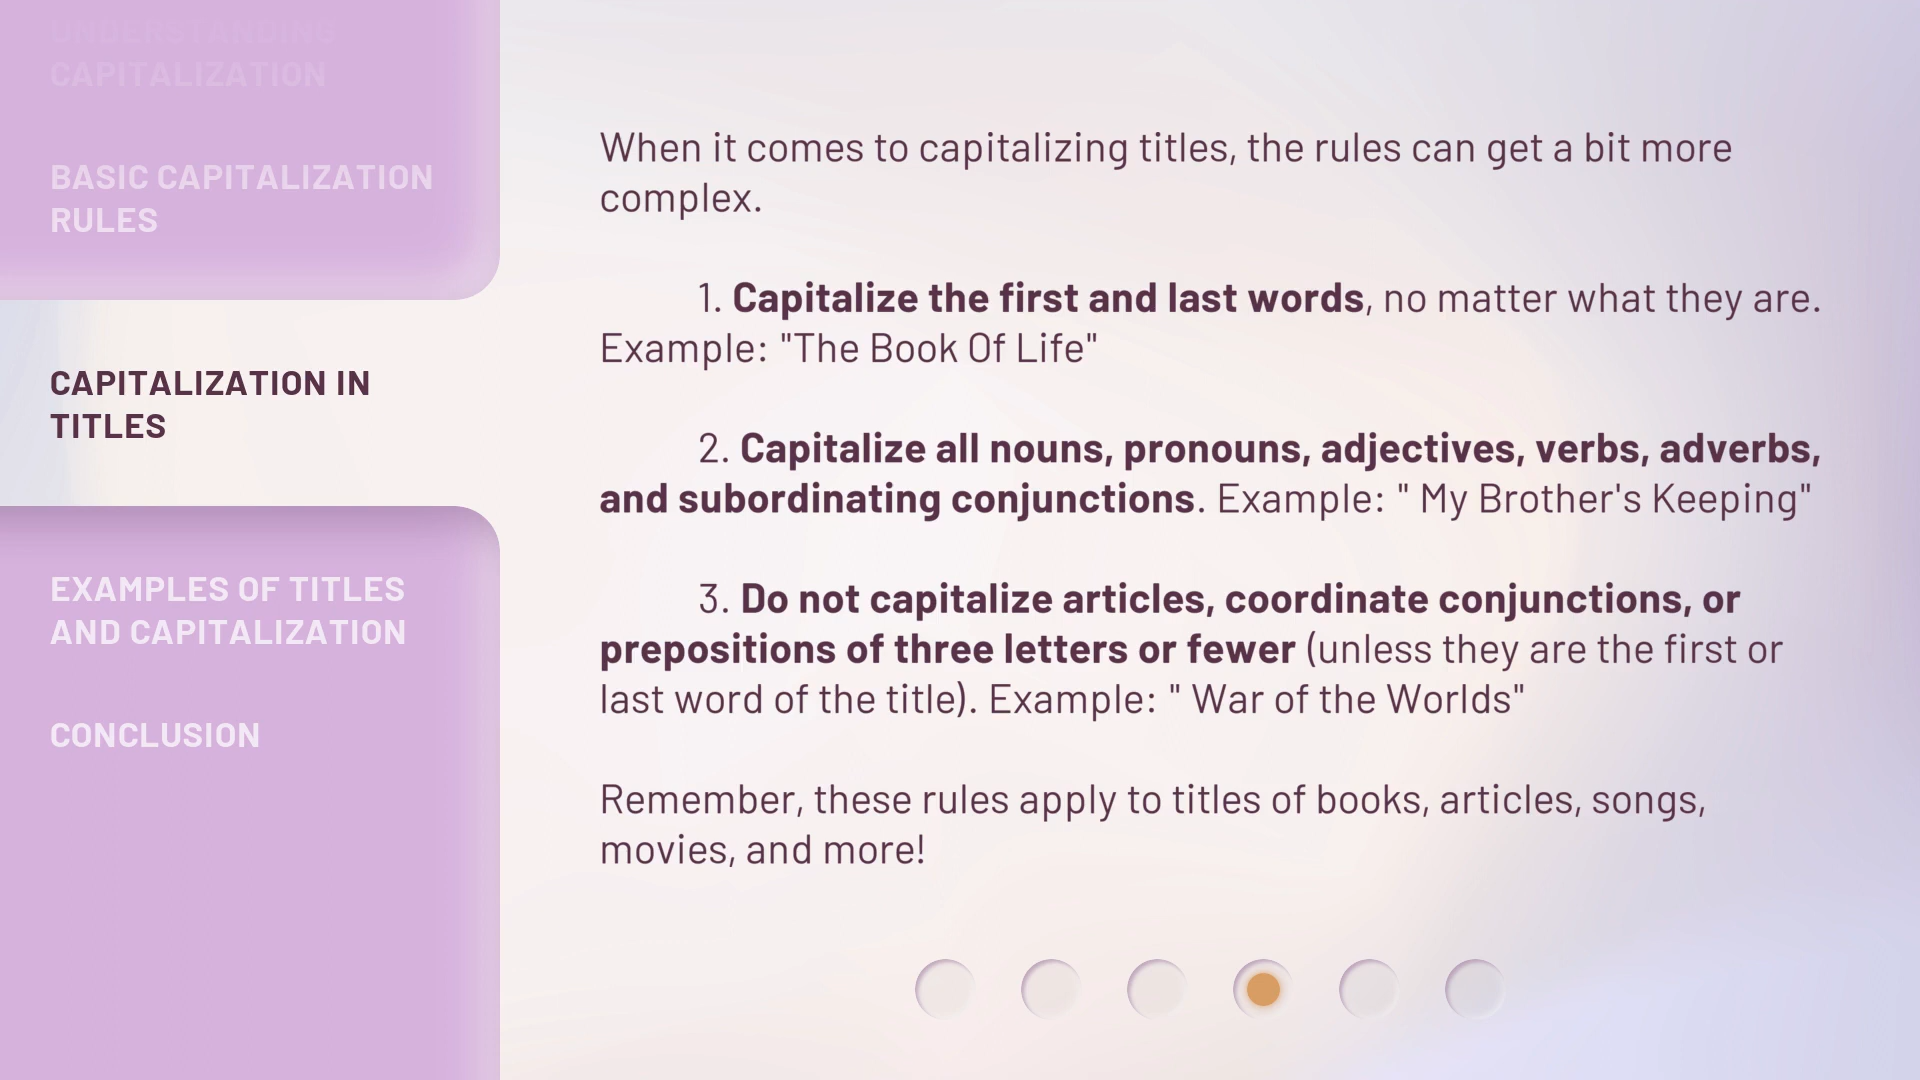 UNDERSTANDING
CAPITALIZATION
BASIC CAPITALIZATION
RULES
CAPITALIZATION IN
TITLES
EXAMPLES OF TITLES
AND CAPITALIZATION
CONCLUSION
When it comes to capitalizing titles, the rules can get a bit more
complex.
1. Capitalize the first and last words, no matter what they are.
Example: "The Book Of Life"
2. Capitalize all nouns, pronouns, adjectives, verbs, adverbs,
and subordinating conjunctions. Example: " My Brother's Keeping"
3. Do not capitalize articles, coordinate conjunctions, or
prepositions of three letters or fewer (unless they are the first or
last word of the title). Example: " War of the Worlds"
Remember, these rules apply to titles of books, articles, songs,
movies, and more!